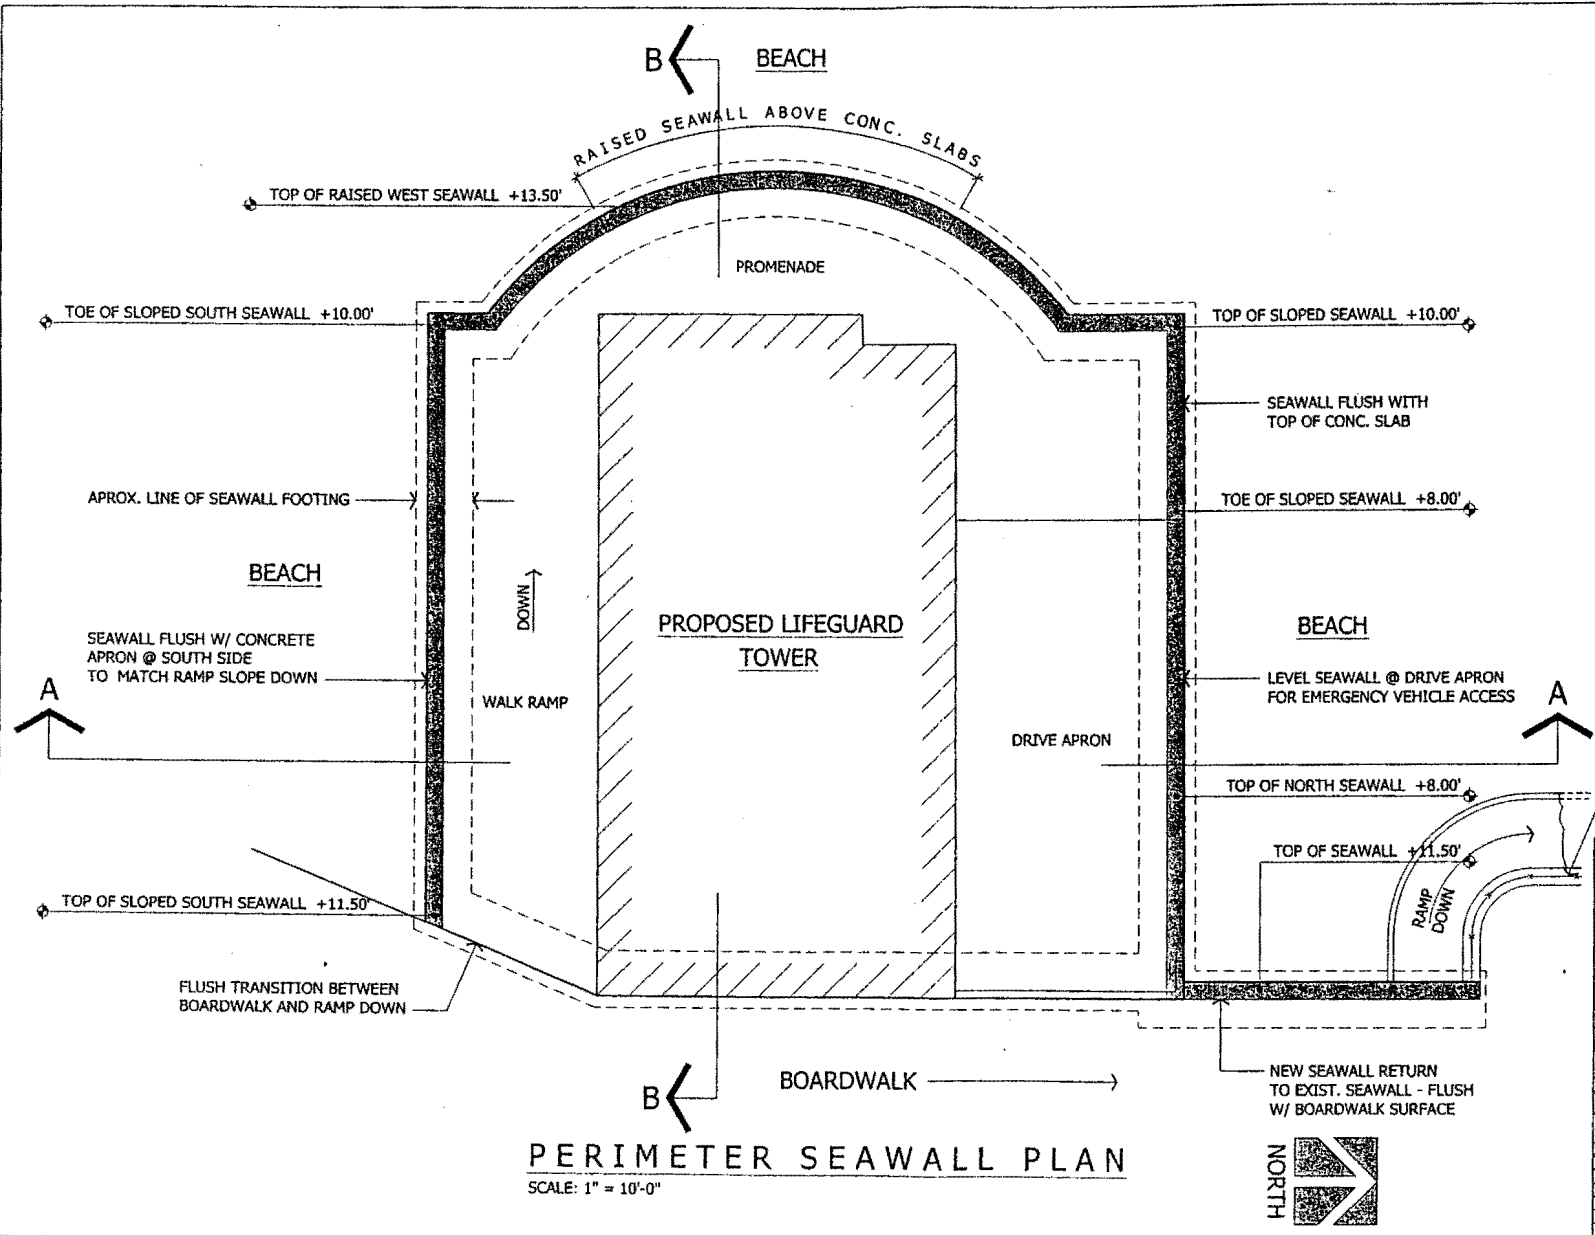 B
BEACH
RAISED SEAWALL ABOVE CONC. SLABS
TOP OF RAISED WEST SEAWALL +13.50'
PROMENADE
TOE OF SLOPED SOUTH SEAWALL +10.00'
TOP OF SLOPED SEAWALL +10.00'
SEAWALL FLUSH WITH
TOP OF CONC. SLAB
APROX. LINE OF SEAWALL FOOTING
TOE OF SLOPED SEAWALL +8.00'
BEACH
DOWN
PROPOSED LIFEGUARD
TOWER
BEACH
SEAWALL FLUSH W/ CONCRETE
APRON @ SOUTH SIDE
TO MATCH RAMP SLOPE DOWN
LEVEL SEAWALL @ DRIVE APRON
FOR EMERGENCY VEHICLE ACCESS
A
A
WALK RAMP
DRIVE APRON
TOP OF NORTH SEAWALL +8.00'
TOP OF SEAWALL +11.50'
RAMP
DOWN
TOP OF SLOPED SOUTH SEAWALL +11.50'
FLUSH TRANSITION BETWEEN
BOARDWALK AND RAMP DOWN
B
BOARDWALK
NEW SEAWALL RETURN
TO EXIST. SEAWALL - FLUSH
W/ BOARDWALK SURFACE
PERIMETER SEAWALL PLAN
SCALE: 1" = 10'-0"
NORTH